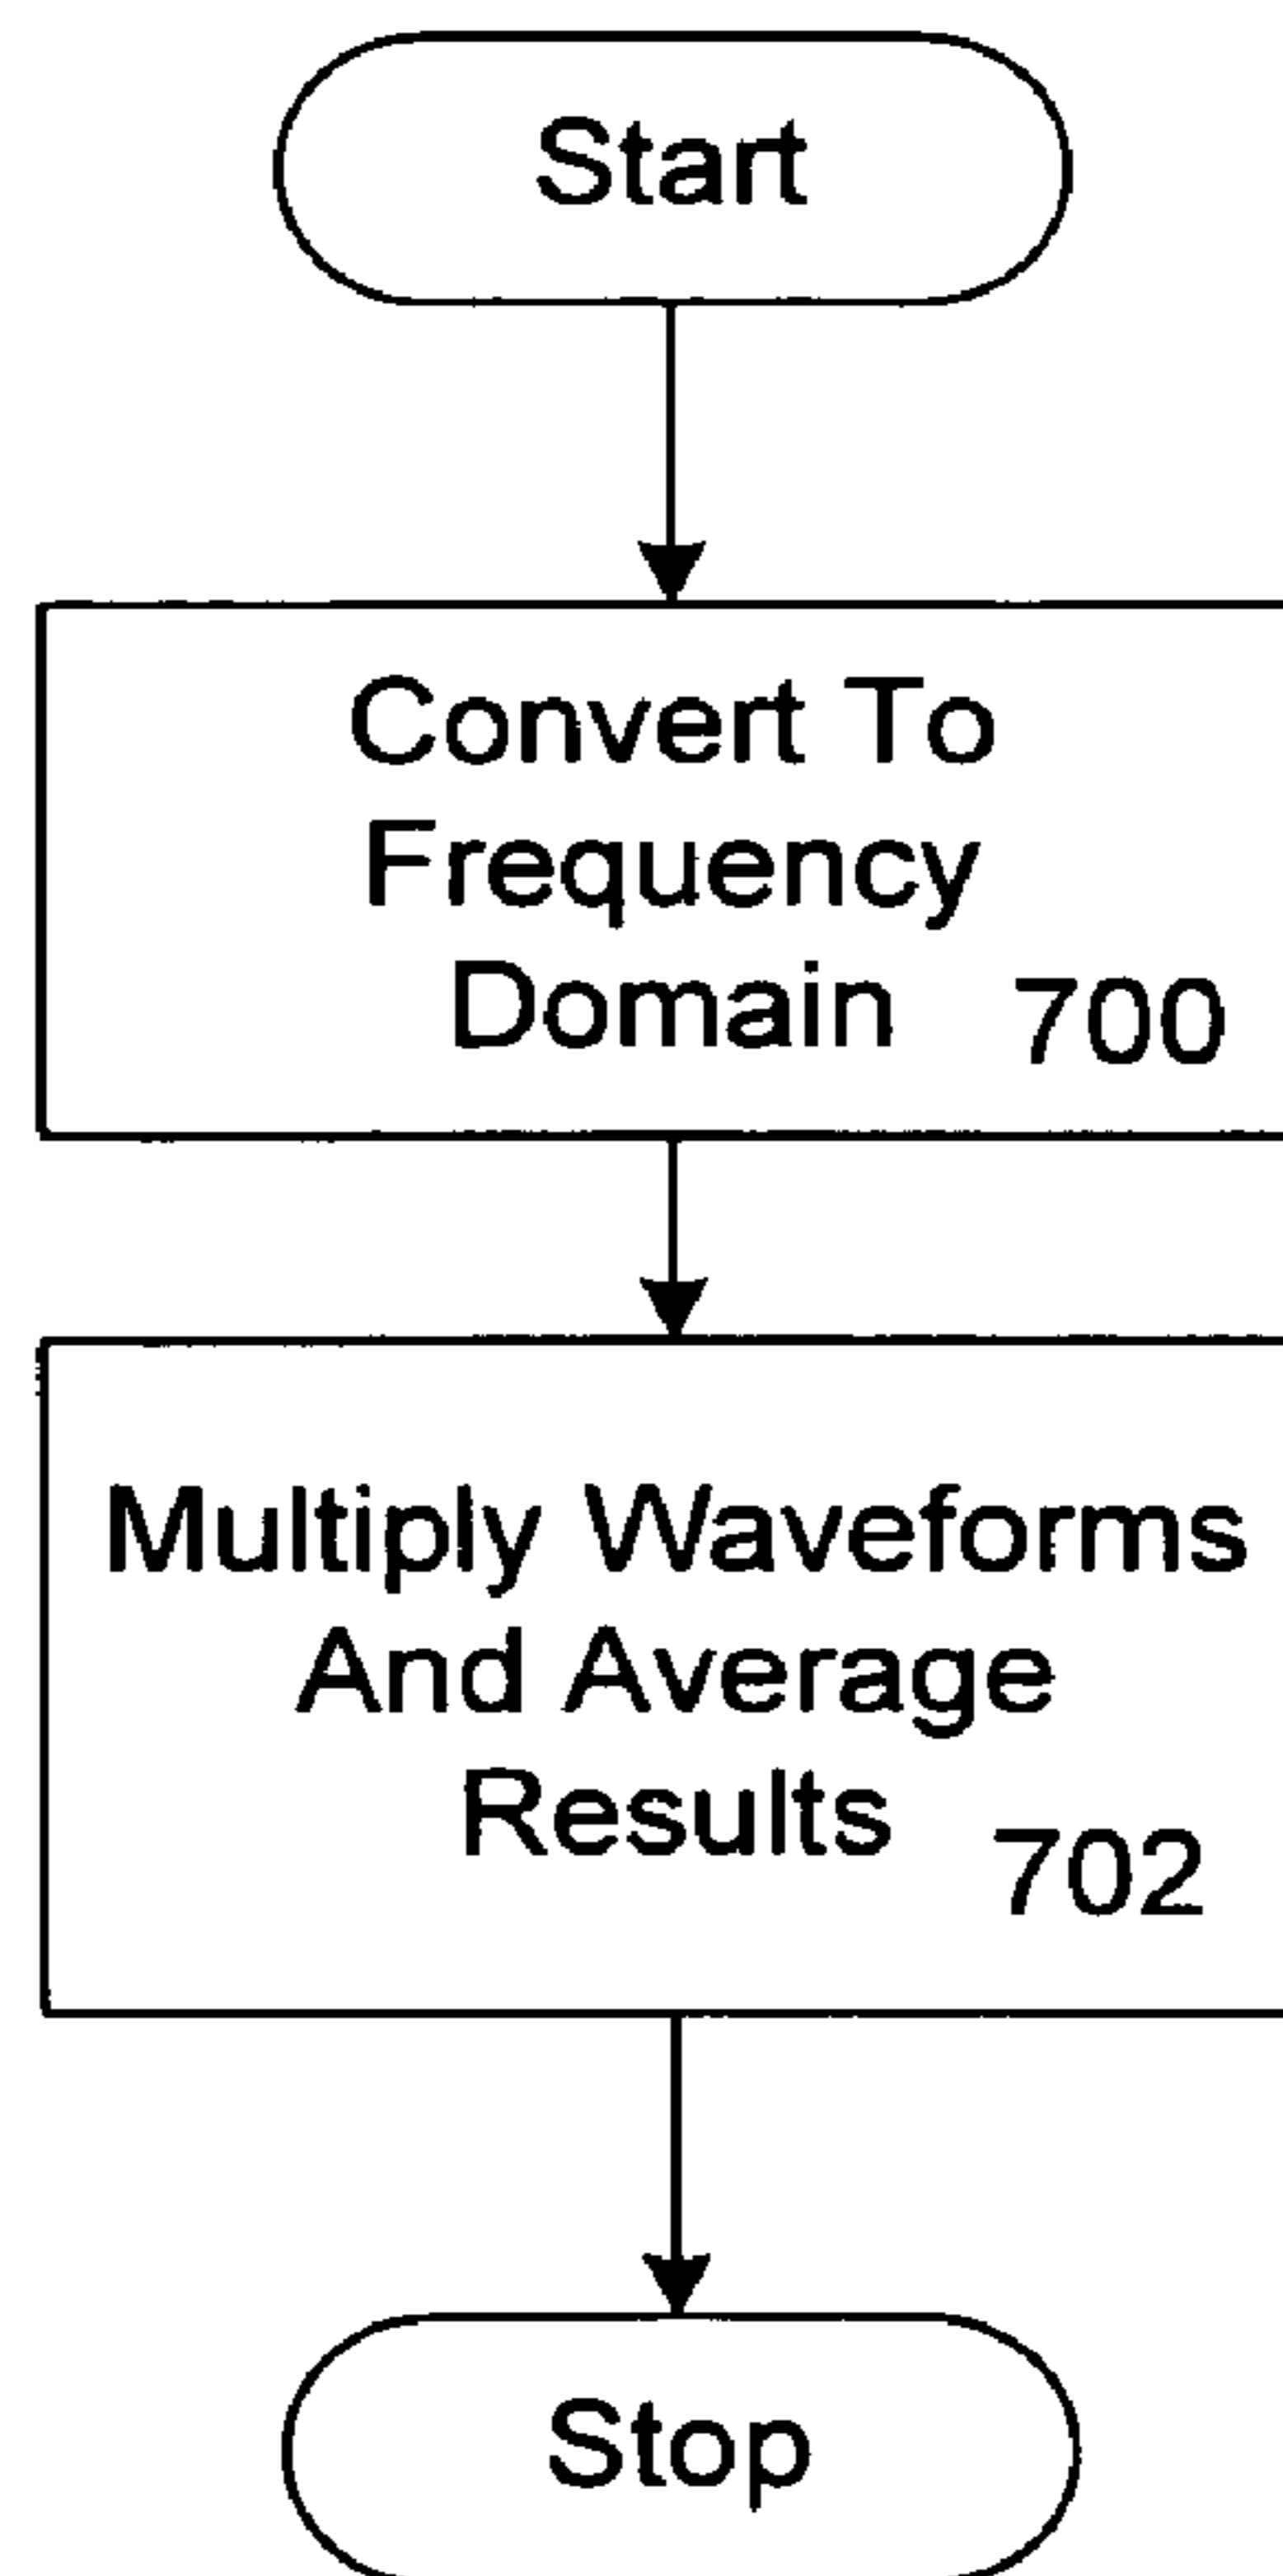 Start
Convert To
Frequency
Domain 700
Multiply Waveforms
And Average
Results 702
Stop